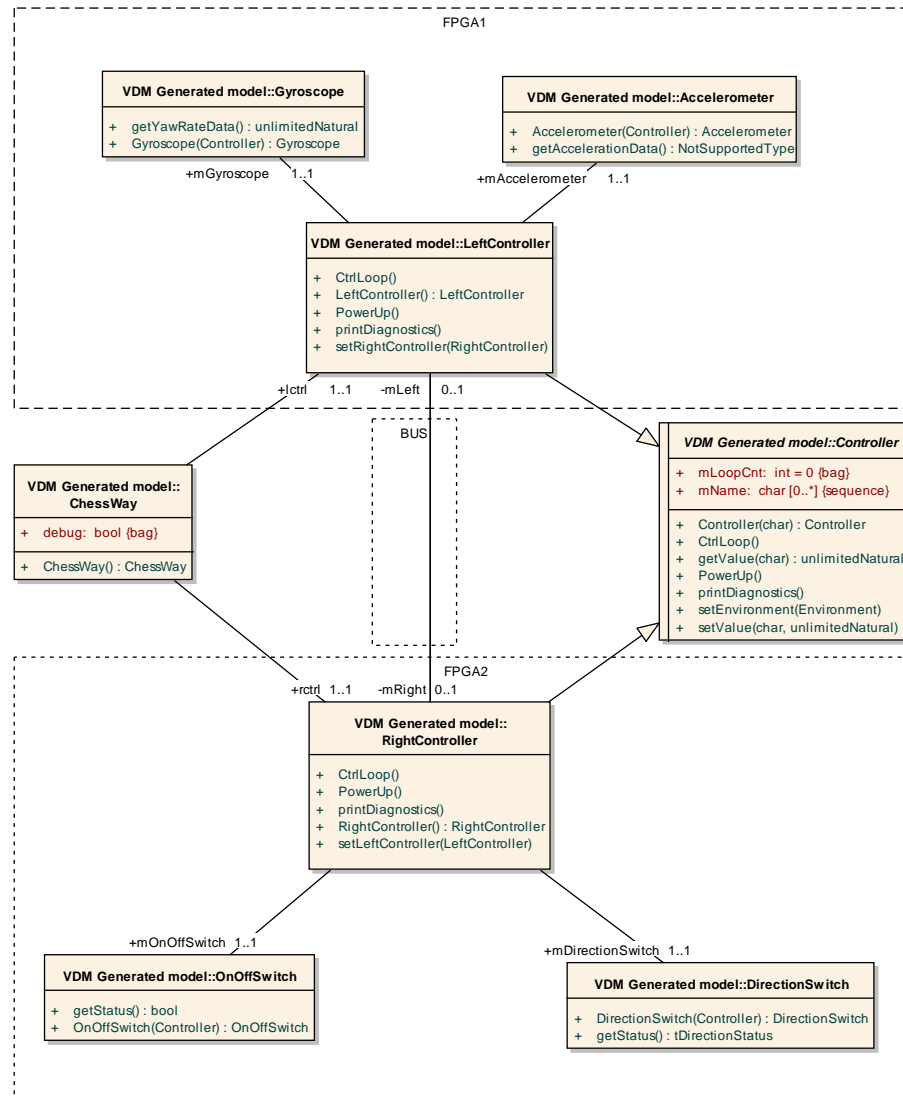 FPGA1
VDM Generated model::Gyroscope
+ getYawRateData() : unlimitedNatural
+ Gyroscope(Controller) : Gyroscope
VDM Generated model::Accelerometer
+ Accelerometer(Controller) : Accelerometer
+ getAccelerationData() : NotSupportedType
+mGyroscope 1..1
+mAccelerometer 1..1
VDM Generated model::LeftController
+ CtrlLoop()
+ LeftController() : LeftController
+ PowerUp()
+ printDiagnostics()
+ setRightController(RightController)
+lctrl 1..1
-mLeft 0..1
BUS
VDM Generated model::
ChessWay
+ debug: bool {bag}
+ ChessWay() : ChessWay
VDM Generated model::Controller
+ mLoopCnt: int = 0 {bag}
+ mName: char [0..*] {sequence}
+ Controller(char) : Controller
+ CtrlLoop()
+ getValue(char) : unlimitedNatural
+ PowerUp()
+ printDiagnostics()
+ setEnvironment(Environment)
+ setValue(char, unlimitedNatural)
FPGA2
+rctrl 1..1
-mRight 0..1
VDM Generated model::
RightController
+ CtrlLoop()
+ PowerUp()
+ printDiagnostics()
+ RightController() : RightController
+ setLeftController(LeftController)
+mOnOffSwitch 1..1
+mDirectionSwitch 1..1
VDM Generated model::OnOffSwitch
+ getStatus() : bool
+ OnOffSwitch(Controller) : OnOffSwitch
VDM Generated model::DirectionSwitch
+ DirectionSwitch(Controller) : DirectionSwitch
+ getStatus() : tDirectionStatus